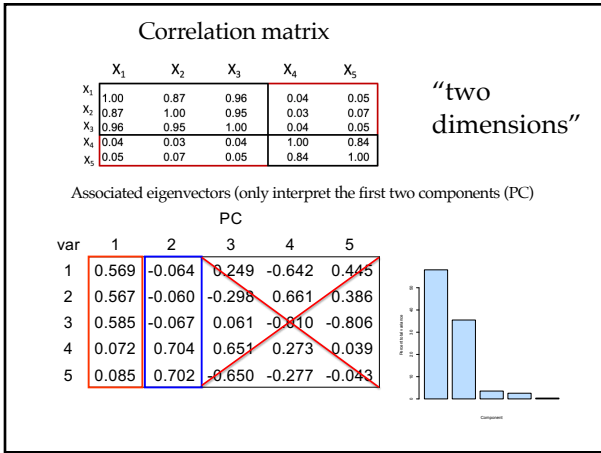 Correlation matrix
X₁ X₂ X₃ X₄ X₅
X₁ 1.00 0.87 0.96 0.04 0.05
X₂ 0.87 1.00 0.95 0.03 0.07
X₃ 0.96 0.95 1.00 0.04 0.05
X₄ 0.04 0.03 0.04 1.00 0.84
X₅ 0.05 0.07 0.05 0.84 1.00
“two
dimensions”
Associated eigenvectors (only interpret the first two components (PC)
PC
var 1 2 3 4 5
1 0.569 -0.064 0.249 -0.642 0.445
2 0.567 -0.060 -0.298 0.661 0.386
3 0.585 -0.067 0.061 -0.010 -0.806
4 0.072 0.704 0.651 0.273 0.039
5 0.085 0.702 -0.650 -0.277 -0.043
50
40
30
20
10
0
Component